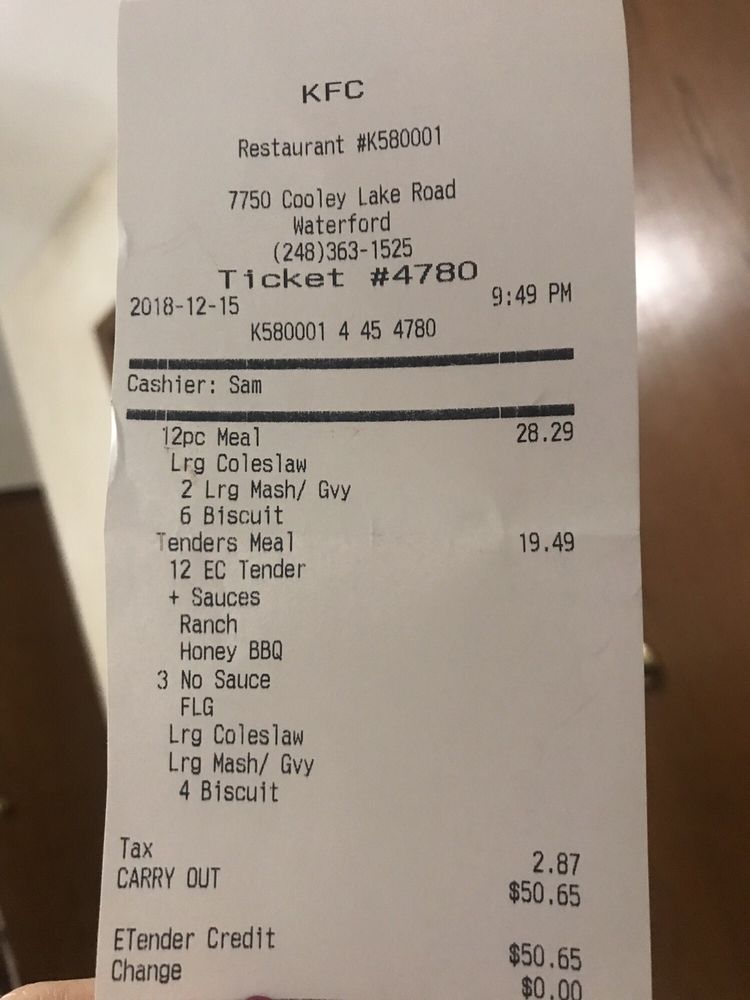 KFC
Restaurant #K580001
7750 Cooley Lake Road
Waterford
(248)363-1525
Ticket #4780
2018-12-15 9:49 PM
K580001 4 45 4780
Cashier: Sam
12pc Meal 28.29
Lrg Coleslaw
2 Lrg Mash/ Gvy
6 Biscuit
Tenders Meal 19.49
12 EC Tender
+ Sauces
Ranch
Honey BBQ
3 No Sauce
FLG
Lrg Coleslaw
Lrg Mash/ Gvy
4 Biscuit
Tax 2.87
CARRY OUT $50.65
ETender Credit $50.65
Change $0.00